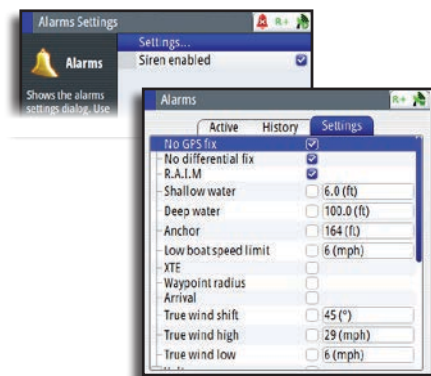 Alarms Settings
R+
Settings...
Alarms
Siren enabled
Shows the alarms
settings dialog. Use
Alarms
R+
Active History Settings
No GPS fix
No differential fix
R.A.I.M
Shallow water 6.0 (ft)
Deep water 100.0 (ft)
Anchor 164 (ft)
Low boat speed limit 6 (mph)
XTE
Waypoint radius
Arrival
True wind shift 45 (°)
True wind high 29 (mph)
True wind low 6 (mph)